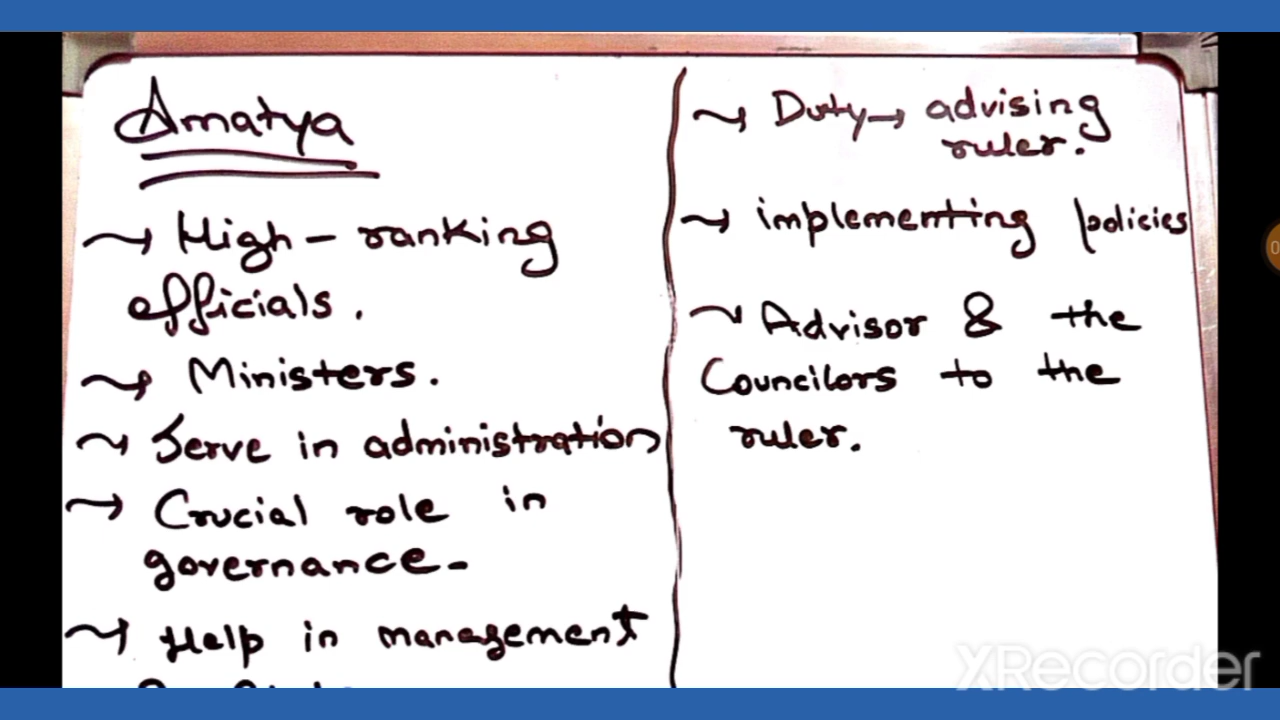 Amatya
~> High - ranking
officials.
~> Ministers.
~> Serve in administration
~> Crucial role in
governance -
~> Help in management
~> Duty → advising
ruler.
~> implementing policies
~> Advisor & the
Councilors to the
ruler.
XRecorder